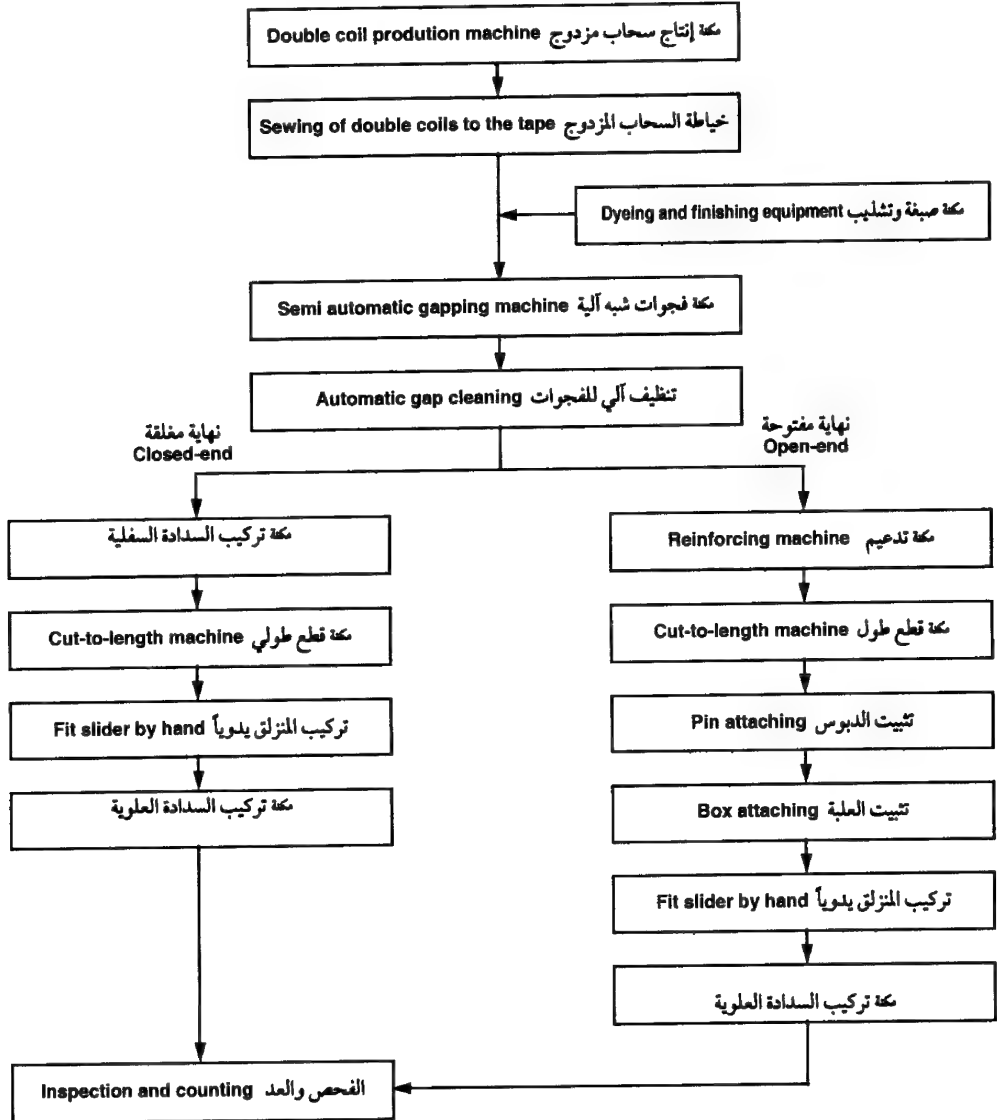 Double coil prodution machine مكنة إنتاج سحاب مزدوج
Sewing of double coils to the tape خياطة السحاب المزدوج
Dyeing and finishing equipment مكنة صبغة وتشذيب
Semi automatic gapping machine مكنة فجوات شبه آلية
Automatic gap cleaning تنظيف آلي للفجوات
نهاية مغلقة
Closed-end
نهاية مفتوحة
Open-end
مكنة تركيب السدادة السفلية
Cut-to-length machine مكنة قطع طولي
Fit slider by hand تركيب المنزلق يدوياً
مكنة تركيب السدادة العلوية
Reinforcing machine مكنة تدعيم
Cut-to-length machine مكنة قطع طول
Pin attaching تثبيت الدبوس
Box attaching تثبيت العلبة
Fit slider by hand تركيب المنزلق يدوياً
مكنة تركيب السدادة العلوية
Inspection and counting الفحص والعد